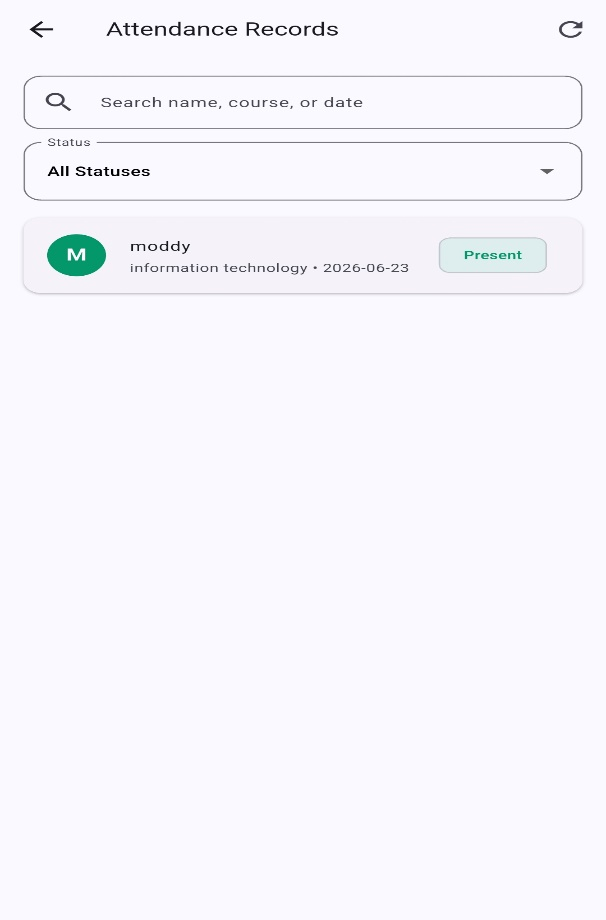 Attendance Records
Search name, course, or date
Status
All Statuses
M
moddy
information technology • 2026-06-23
Present